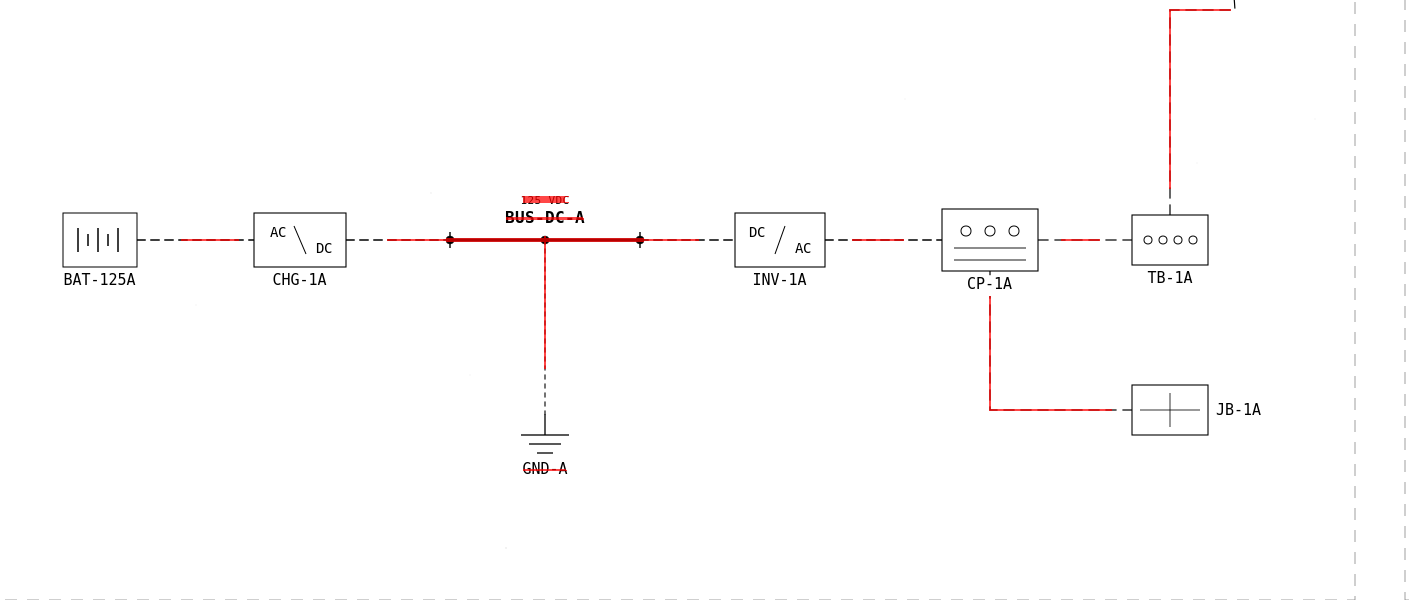 125 VDC
BUS-DC-A
AC
DC
DC
AC
BAT-125A
CHG-1A
INV-1A
CP-1A
TB-1A
JB-1A
GND-A